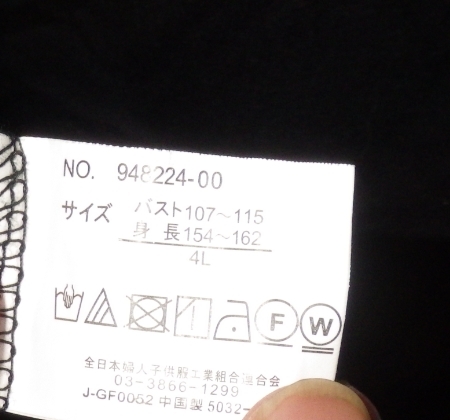 NO. 948224-00
サイズ バスト107～115
身 長154～162
4L
F W
全日本婦人子供服工業組合連合会
03-3866-1299
J-GF0052 中国製 5032-